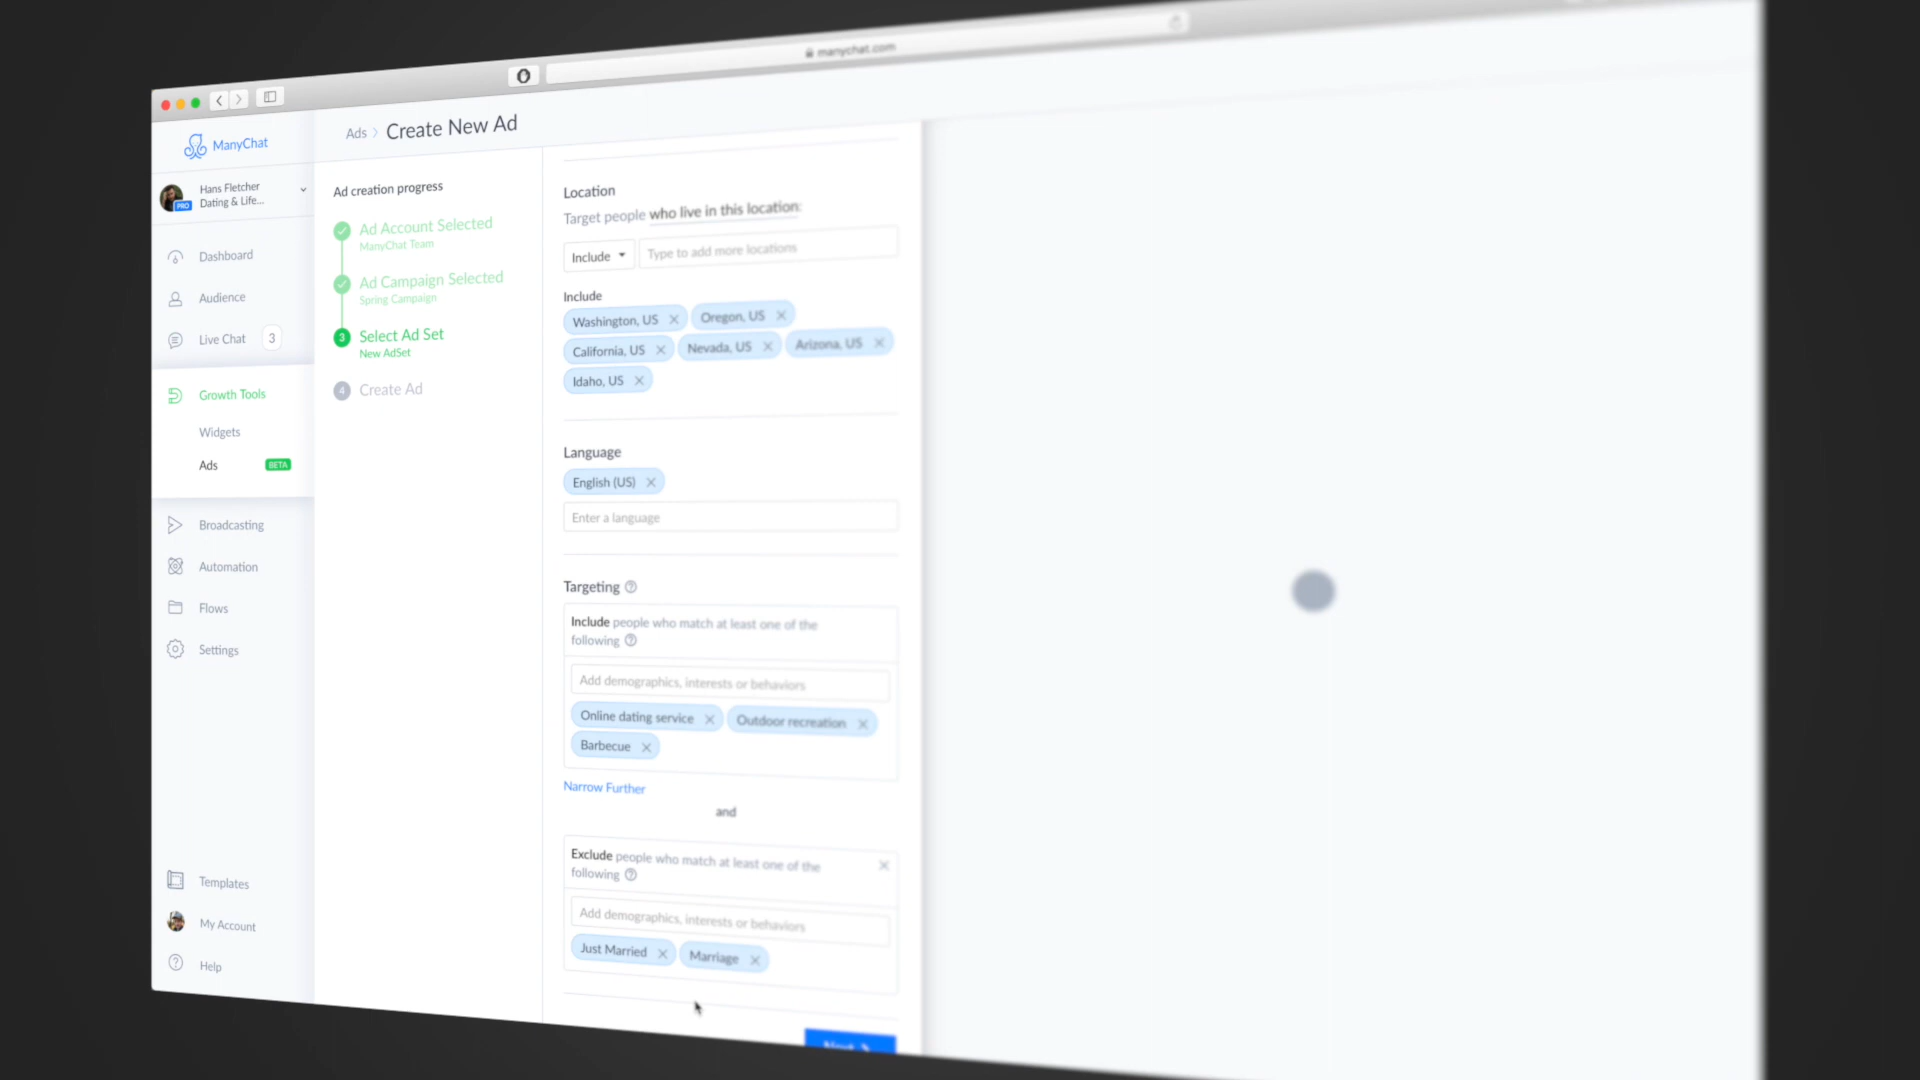 manychat.com
ManyChat
Ads > Create New Ad
Hans Fletcher
Dating & Life...
PRO
Dashboard
Audience
Live Chat 3
Growth Tools
Widgets
Ads BETA
Broadcasting
Automation
Flows
Settings
Templates
My Account
Help
Ad creation progress
Ad Account Selected
ManyChat Team
Ad Campaign Selected
Spring Campaign
3 Select Ad Set
New AdSet
4 Create Ad
Location
Target people who live in this location:
Include Type to add more locations
Include
Washington, US Oregon, US
California, US Nevada, US Arizona, US
Idaho, US
Language
English (US)
Enter a language
Targeting
Include people who match at least one of the
following
Add demographics, interests or behaviors
Online dating service Outdoor recreation
Barbecue
Narrow Further
and
Exclude people who match at least one of the
following
Add demographics, interests or behaviors
Just Married Marriage
Next